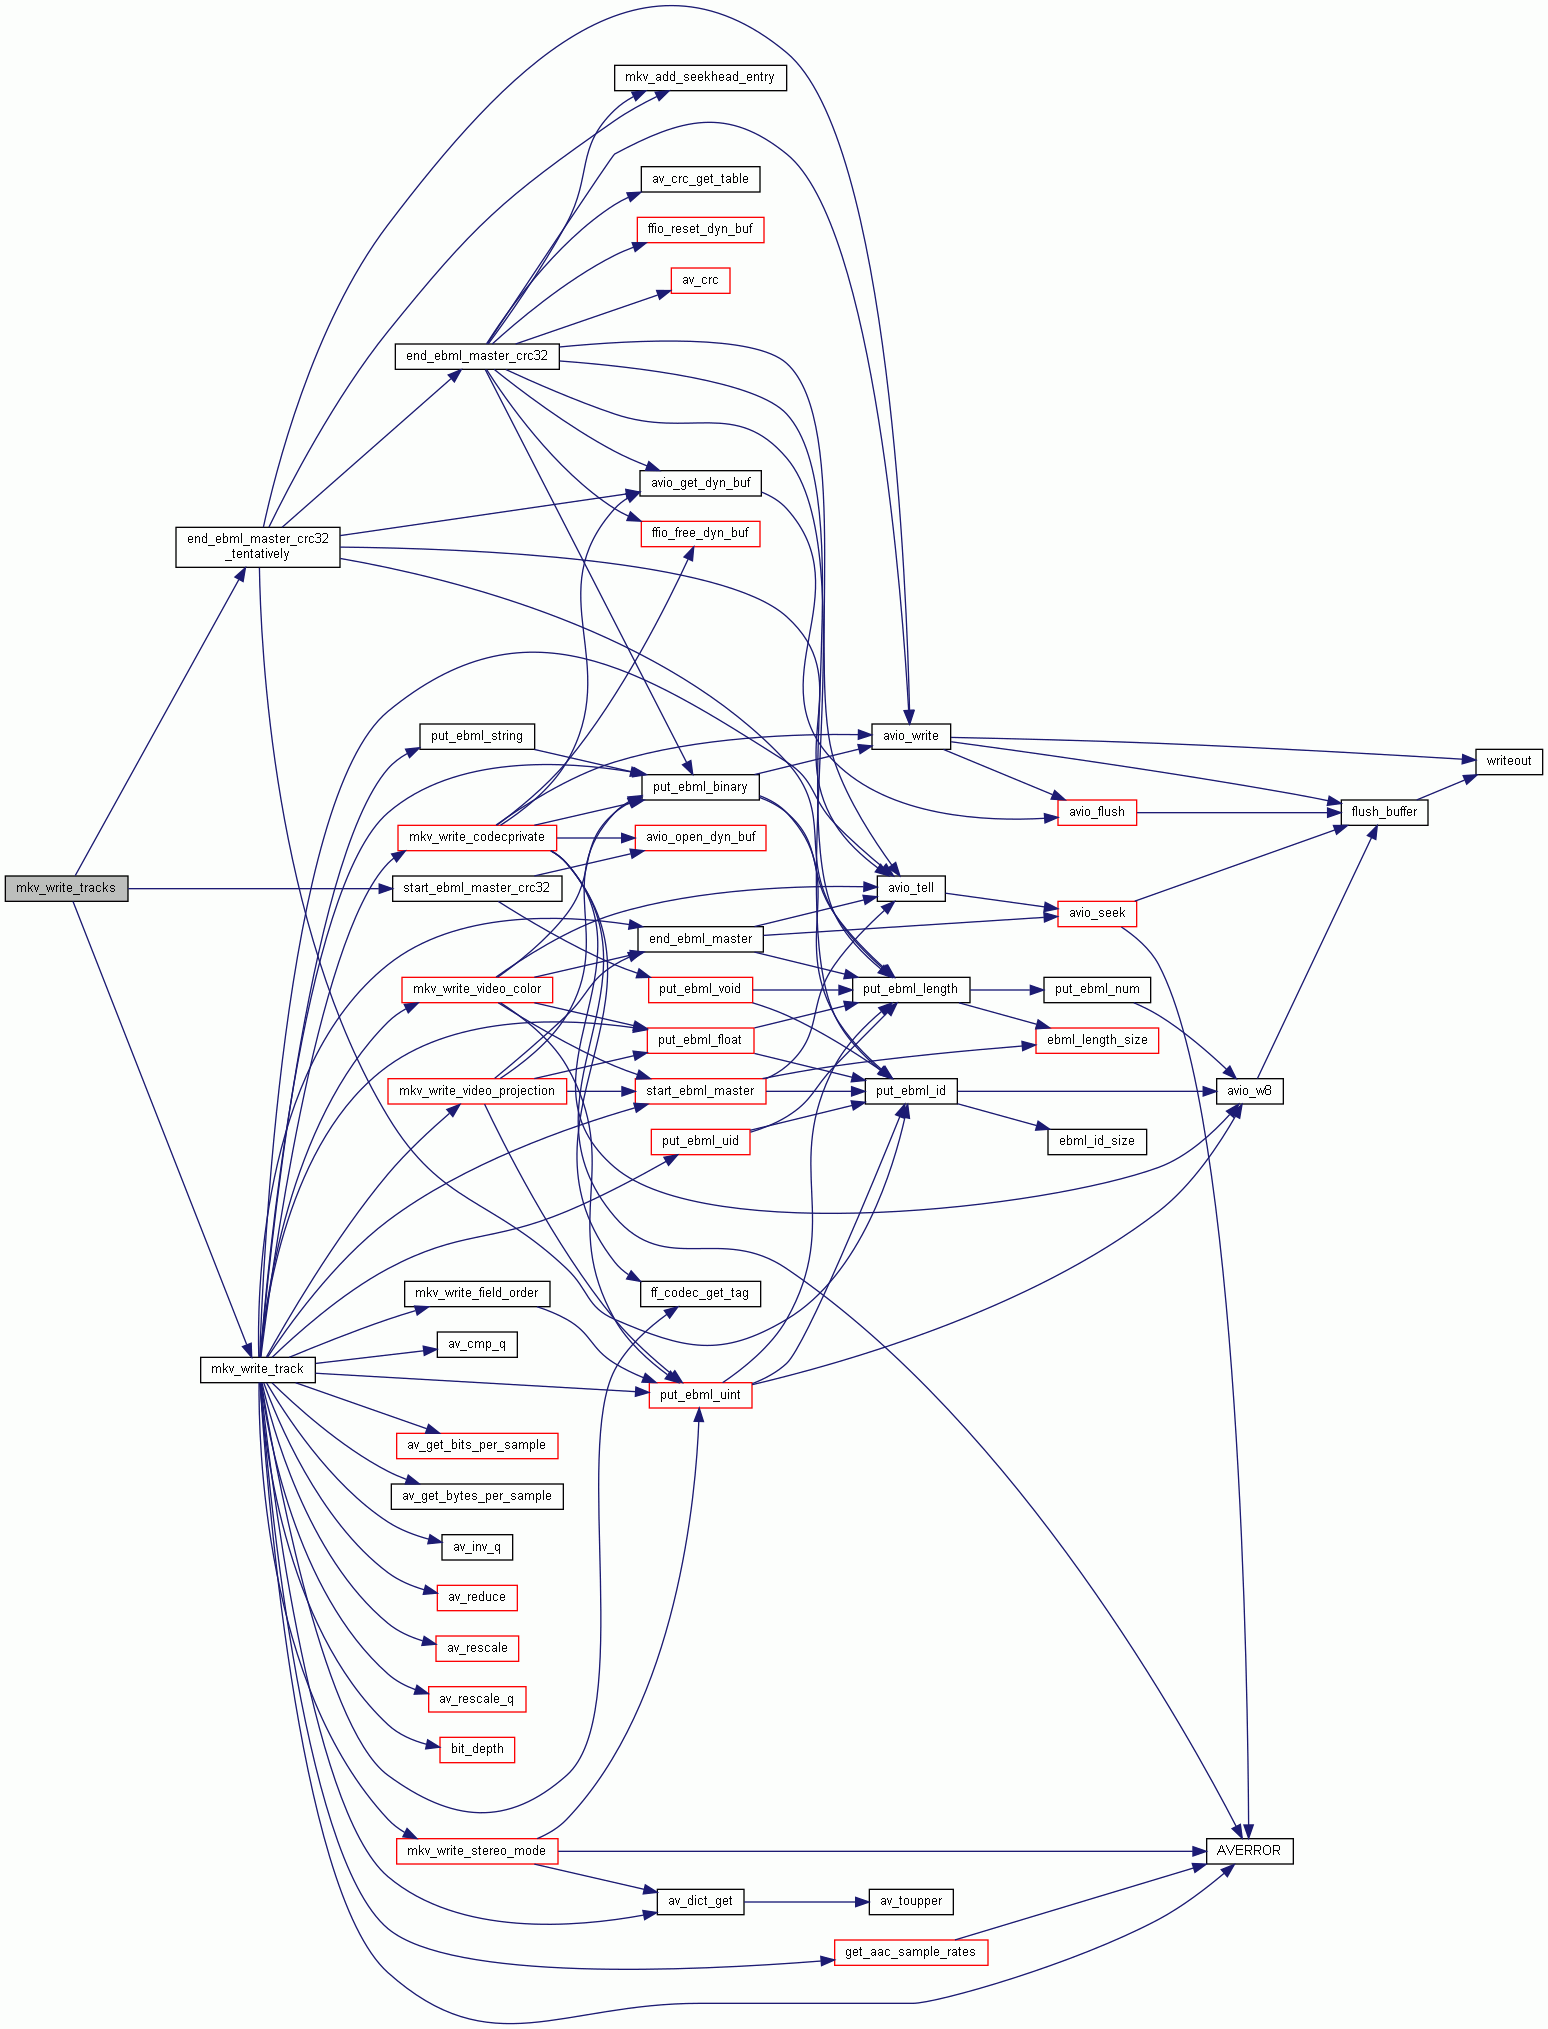 mkv_add_seekhead_entry
av_crc_get_table
ffio_reset_dyn_buf
av_crc
end_ebml_master_crc32
avio_get_dyn_buf
ffio_free_dyn_buf
end_ebml_master_crc32
_tentatively
put_ebml_string
avio_write
writeout
put_ebml_binary
avio_flush
flush_buffer
mkv_write_codecprivate
avio_open_dyn_buf
mkv_write_tracks
start_ebml_master_crc32
avio_tell
avio_seek
end_ebml_master
mkv_write_video_color
put_ebml_void
put_ebml_length
put_ebml_num
put_ebml_float
ebml_length_size
mkv_write_video_projection
start_ebml_master
put_ebml_id
avio_w8
put_ebml_uid
ebml_id_size
mkv_write_field_order
ff_codec_get_tag
av_cmp_q
mkv_write_track
put_ebml_uint
av_get_bits_per_sample
av_get_bytes_per_sample
av_inv_q
av_reduce
av_rescale
av_rescale_q
bit_depth
mkv_write_stereo_mode
AVERROR
av_dict_get
av_toupper
get_aac_sample_rates